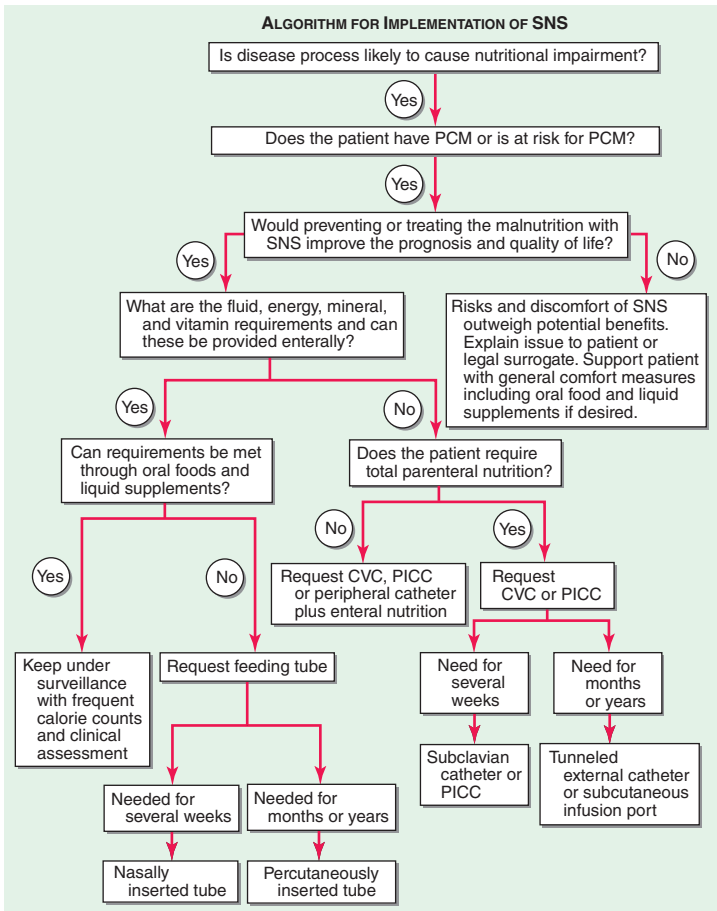 ALGORITHM FOR IMPLEMENTATION OF SNS
Is disease process likely to cause nutritional impairment?
Yes
Does the patient have PCM or is at risk for PCM?
Yes
Would preventing or treating the malnutrition with
SNS improve the prognosis and quality of life?
Yes
No
What are the fluid, energy, mineral,
and vitamin requirements and can
these be provided enterally?
Risks and discomfort of SNS
outweigh potential benefits.
Explain issue to patient or
legal surrogate. Support patient
with general comfort measures
including oral food and liquid
supplements if desired.
Yes
No
Can requirements be met
through oral foods and
liquid supplements?
Does the patient require
total parenteral nutrition?
Yes
No
No
Yes
Request CVC, PICC
or peripheral catheter
plus enteral nutrition
Request
CVC or PICC
Keep under
surveillance
with frequent
calorie counts
and clinical
assessment
Request feeding tube
Need for
several
weeks
Need for
months
or years
Subclavian
catheter or
PICC
Tunneled
external catheter
or subcutaneous
infusion port
Needed for
several weeks
Needed for
months or years
Nasally
inserted tube
Percutaneously
inserted tube